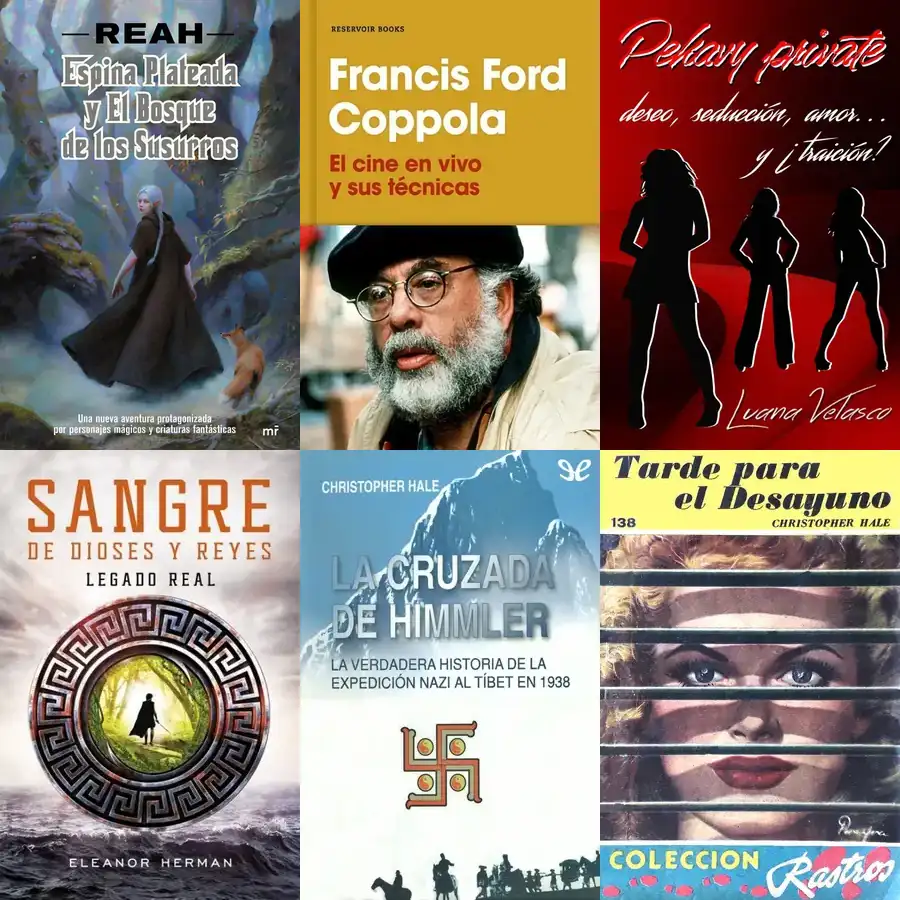 REAH
Espina Plateada
y El Bosque
de los Susurros
Una nueva aventura protagonizada
por personajes mágicos y criaturas fantásticas
mr
RESERVOIR BOOKS
Francis Ford
Coppola
El cine en vivo
y sus técnicas
Pekavy private
deseo, seducción, amor...
y ¿traición?
Luana Velasco
SANGRE
DE DIOSES Y REYES
LEGADO REAL
ELEANOR HERMAN
CHRISTOPHER HALE
LA CRUZADA
DE HIMMLER
LA VERDADERA HISTORIA DE LA
EXPEDICIÓN NAZI AL TÍBET EN 1938
Tarde para
el Desayuno
138
CHRISTOPHER HALE
COLECCION
Rastros